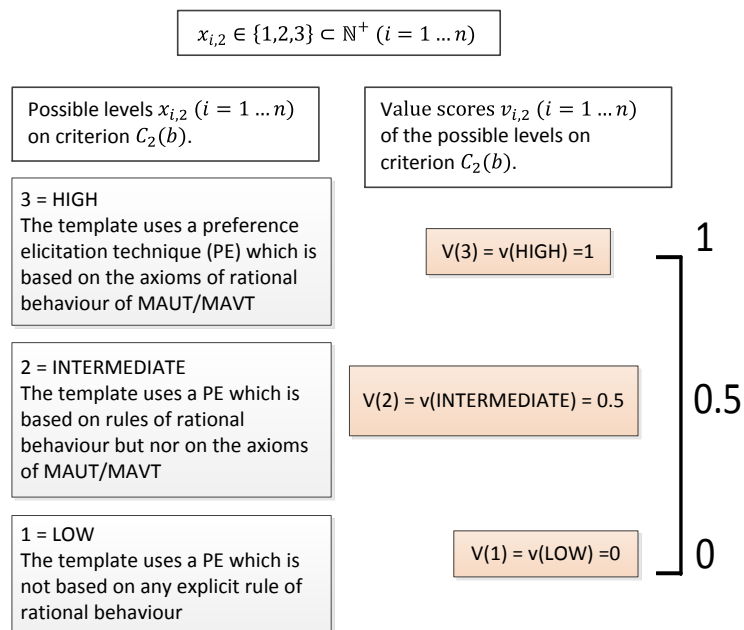 x_{i,2} ∈ {1,2,3} ⊂ ℕ⁺ (i = 1 … n)
Possible levels x_{i,2} (i = 1 … n)
on criterion C₂(b).
Value scores v_{i,2} (i = 1 … n)
of the possible levels on
criterion C₂(b).
3 = HIGH
The template uses a preference
elicitation technique (PE) which is
based on the axioms of rational
behaviour of MAUT/MAVT
V(3) = v(HIGH) =1
1
2 = INTERMEDIATE
The template uses a PE which is
based on rules of rational
behaviour but nor on the axioms
of MAUT/MAVT
V(2) = v(INTERMEDIATE) = 0.5
0.5
1 = LOW
The template uses a PE which is
not based on any explicit rule of
rational behaviour
V(1) = v(LOW) =0
0